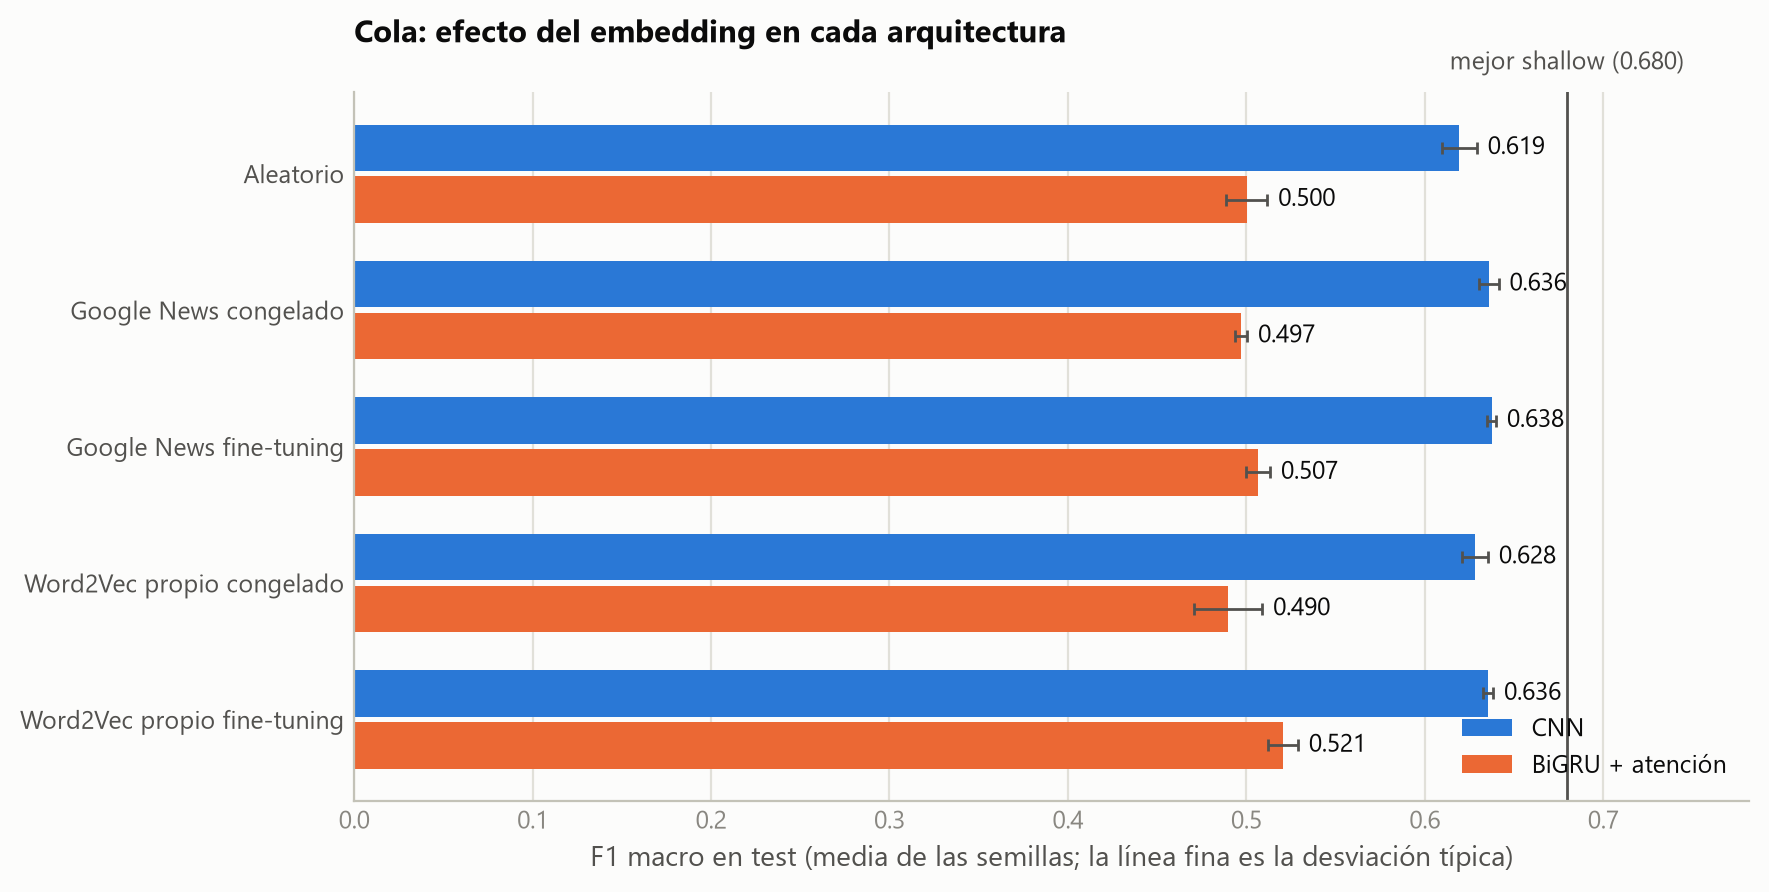 Cola: efecto del embedding en cada arquitectura
mejor shallow (0.680)
Aleatorio
0.619
0.500
Google News congelado
0.636
0.497
Google News fine-tuning
0.638
0.507
Word2Vec propio congelado
0.628
0.490
Word2Vec propio fine-tuning
0.636
0.521
CNN
BiGRU + atención
0.0 0.1 0.2 0.3 0.4 0.5 0.6 0.7
F1 macro en test (media de las semillas; la línea fina es la desviación típica)